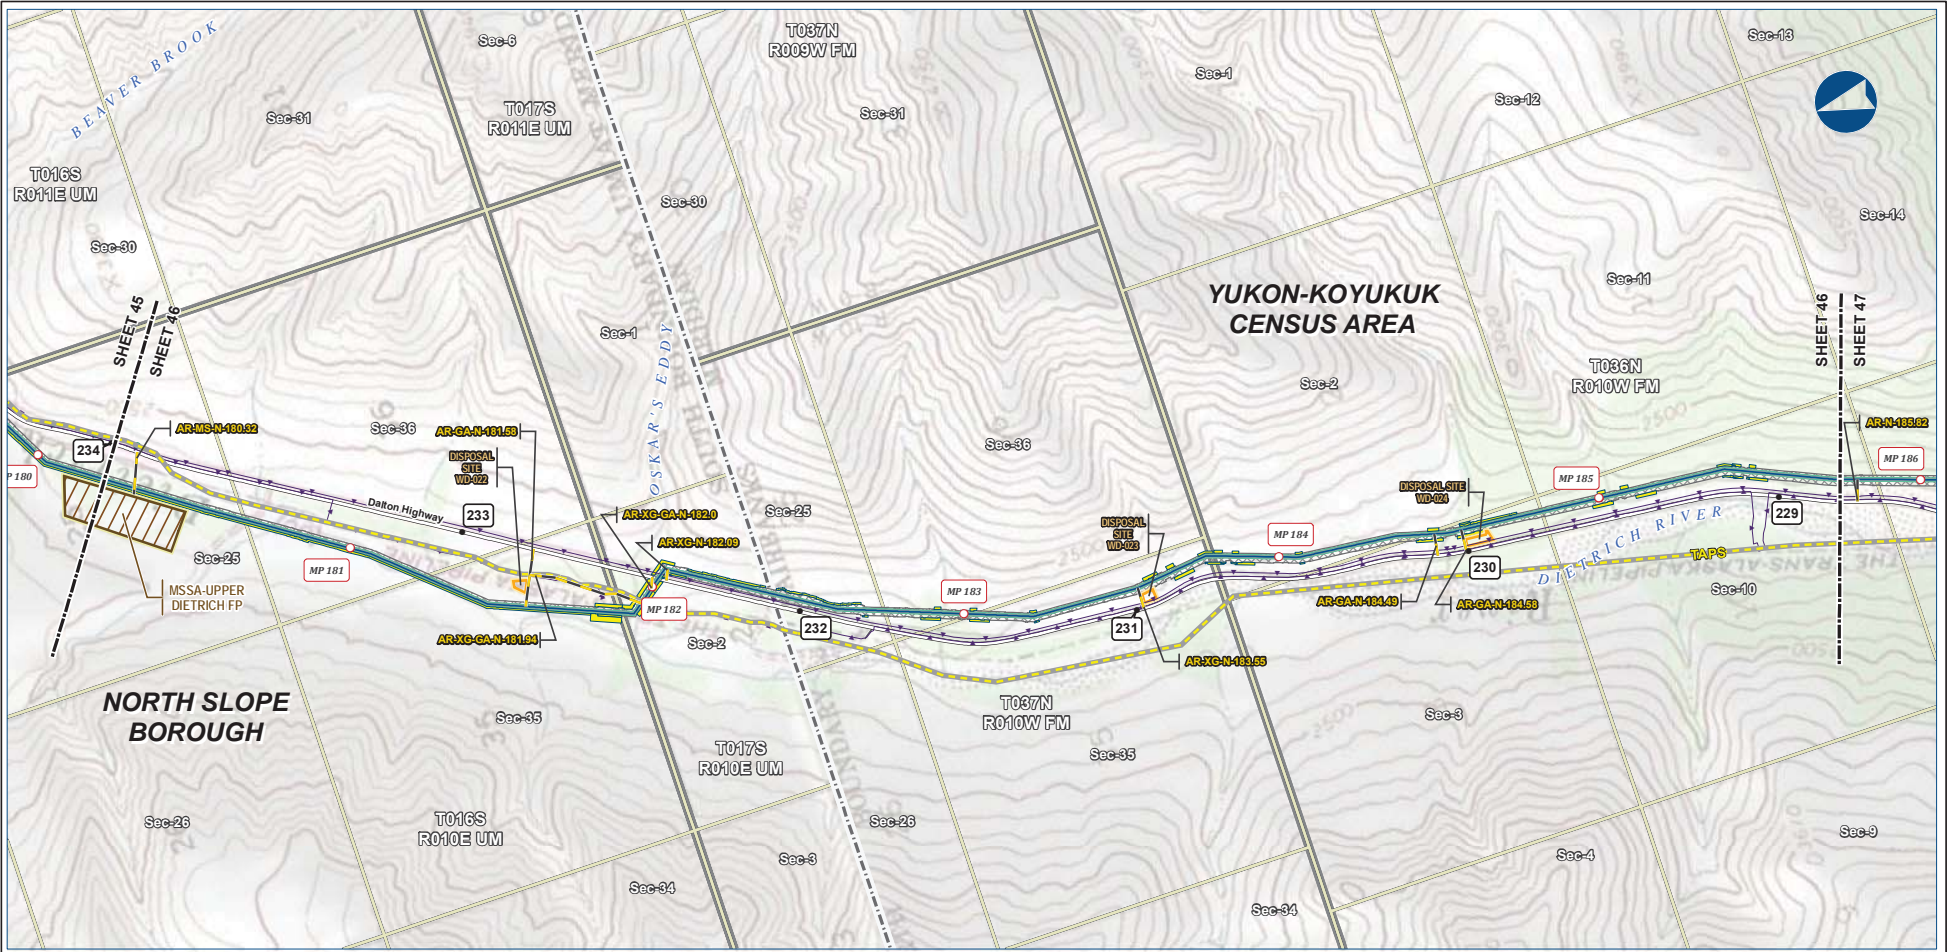 BEAVER BROOK
Sec-6
T037N
R009W FM
Sec-13
Sec-1
Sec-12
Sec-31
T017S
R011E UM
Sec-31
T016S
R011E UM
Sec-30
Sec-14
Sec-30
Sec-11
YUKON-KOYUKUK
CENSUS AREA
SHEET 45
SHEET 46
Sec-1
OSKAR'S EDDY
SHEET 46
SHEET 47
T036N
R010W FM
Sec-2
2500
AR-MS-N-180.32
Sec-36
AR-GA-N-181.58
Sec-36
AR-N-185.82
234
DISPOSAL
SITE
WD-022
MP 180
MP 186
MP 185
DISPOSAL SITE
WD-024
Dalton Highway
233
AR-XG-GA-N-182.0
Sec-25
229
DISPOSAL
SITE
WD-023
MP 184
AR-XG-N-182.09
Sec-25
DIETRICH RIVER
TAPS
MP 181
230
Sec-10
MSSA-UPPER
DIETRICH FP
MP 183
MP 182
AR-GA-N-184.49
AR-GA-N-184.58
AR-XG-GA-N-181.94
Sec-2
232
231
AR-XG-N-183.55
NORTH SLOPE
BOROUGH
Sec-35
T037N
R010W FM
2500
Sec-3
T017S
R010E UM
Sec-35
Sec-26
T016S
R010E UM
Sec-26
Sec-9
Sec-3
Sec-4
Sec-34
Sec-34